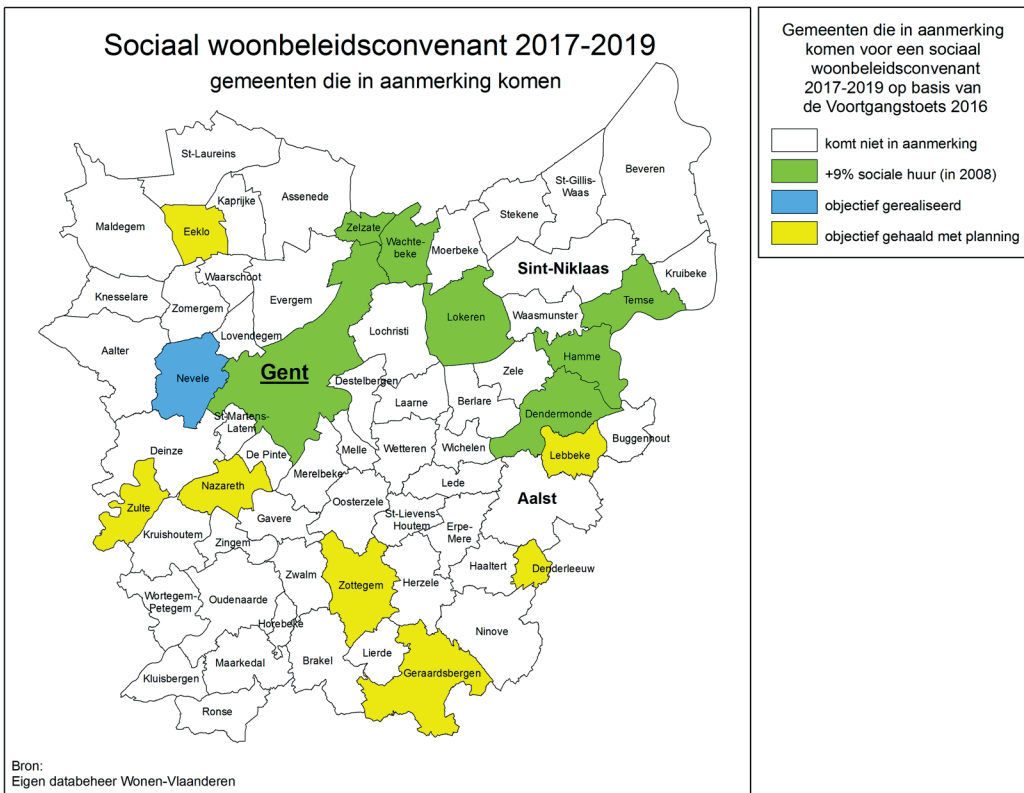 Sociaal woonbeleidsconvenant 2017-2019
gemeenten die in aanmerking komen
St-Laureins
Beveren
St-Gillis-
Waas
Kaprijke
Assenede
Stekene
Maldegem
Eeklo
Zelzate
Wachte-
beke
Moerbeke
Sint-Niklaas
Kruibeke
Waarschoot
Knesselare
Zomergem
Evergem
Temse
Lokeren
Waasmunster
Lochristi
Lovendegem
Aalter
Hamme
Nevele
Gent
Destelbergen
Zele
Laarne
Berlare
Dendermonde
St-Martens-
Latem
Buggenhout
Deinze
De Pinte
Melle
Wetteren
Wichelen
Lebbeke
Merelbeke
Nazareth
Lede
Zulte
Oosterzele
Aalst
Gavere
St-Lievens-
Houtem
Erpe-
Mere
Kruishoutem
Zingem
Haaltert
Denderleeuw
Zwalm
Zottegem
Herzele
Wortegem-
Petegem
Oudenaarde
Horebeke
Ninove
Lierde
Maarkedal
Brakel
Geraardsbergen
Kluisbergen
Ronse
Bron:
Eigen databeheer Wonen-Vlaanderen
Gemeenten die in aanmerking
komen voor een sociaal
woonbeleidsconvenant
2017-2019 op basis van
de Voortgangstoets 2016
komt niet in aanmerking
+9% sociale huur (in 2008)
objectief gerealiseerd
objectief gehaald met planning